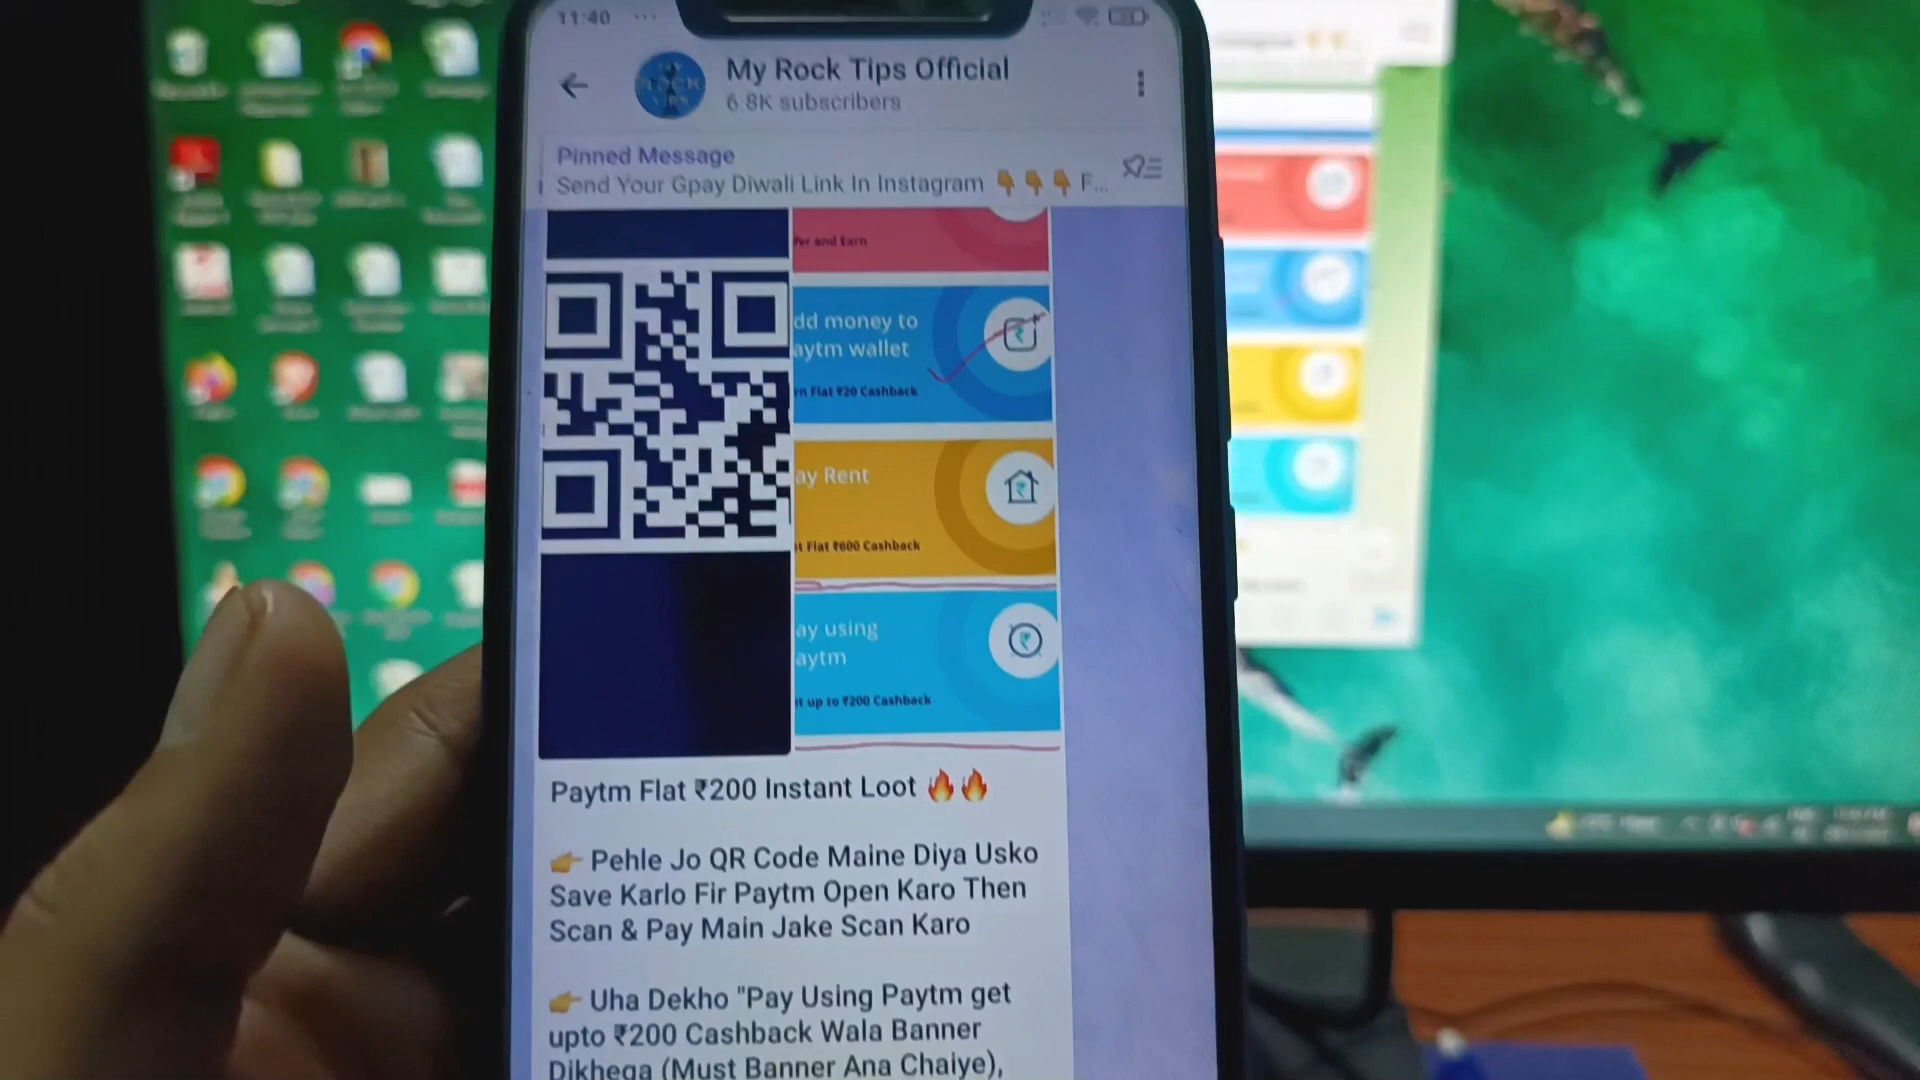 11:40
My Rock Tips Official
6.8K subscribers
Pinned Message
Send Your Gpay Diwali Link In Instagram 👇👇👇 F...
fer and Earn
dd money to
aytm wallet
rn Flat ₹20 Cashback
ay Rent
t Flat ₹600 Cashback
ay using
aytm
t up to ₹200 Cashback
Paytm Flat ₹200 Instant Loot 🔥🔥
👉 Pehle Jo QR Code Maine Diya Usko
Save Karlo Fir Paytm Open Karo Then
Scan & Pay Main Jake Scan Karo
👉 Uha Dekho "Pay Using Paytm get
upto ₹200 Cashback Wala Banner
Dikhega (Must Banner Ana Chaiye),